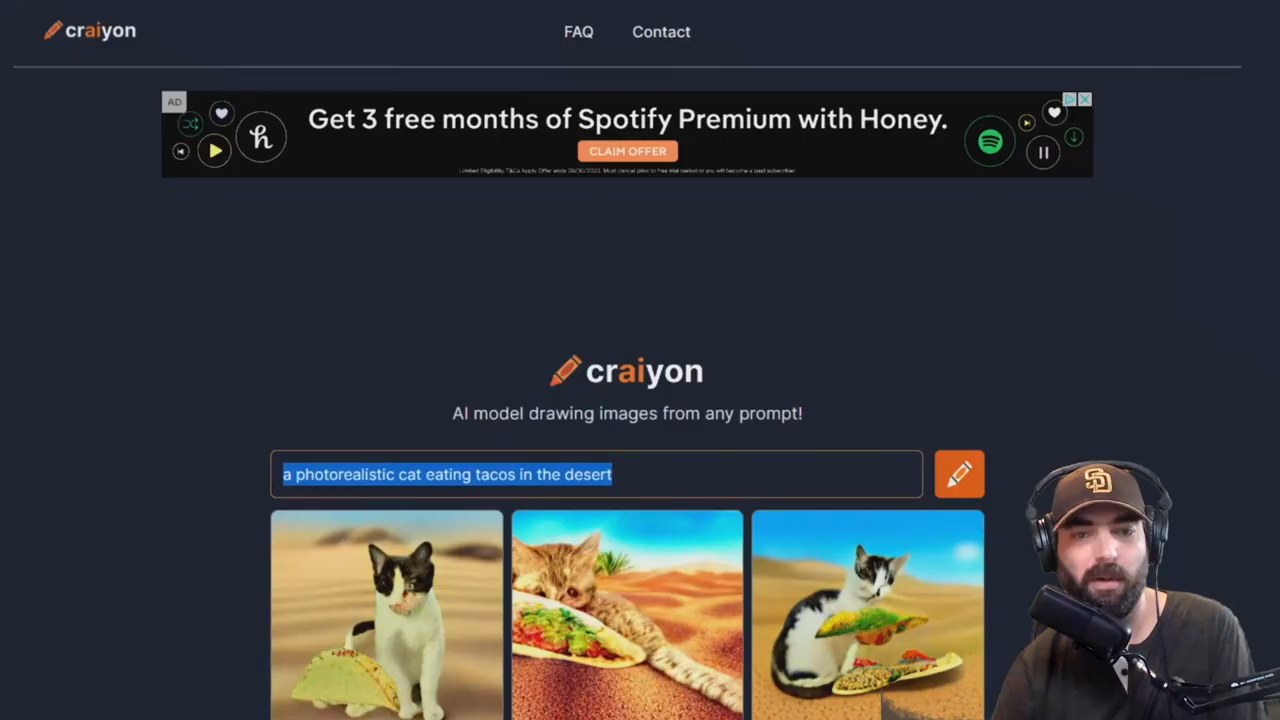 craiyon
FAQ
Contact
AD
Get 3 free months of Spotify Premium with Honey.
CLAIM OFFER
craiyon
AI model drawing images from any prompt!
a photorealistic cat eating tacos in the desert
SD